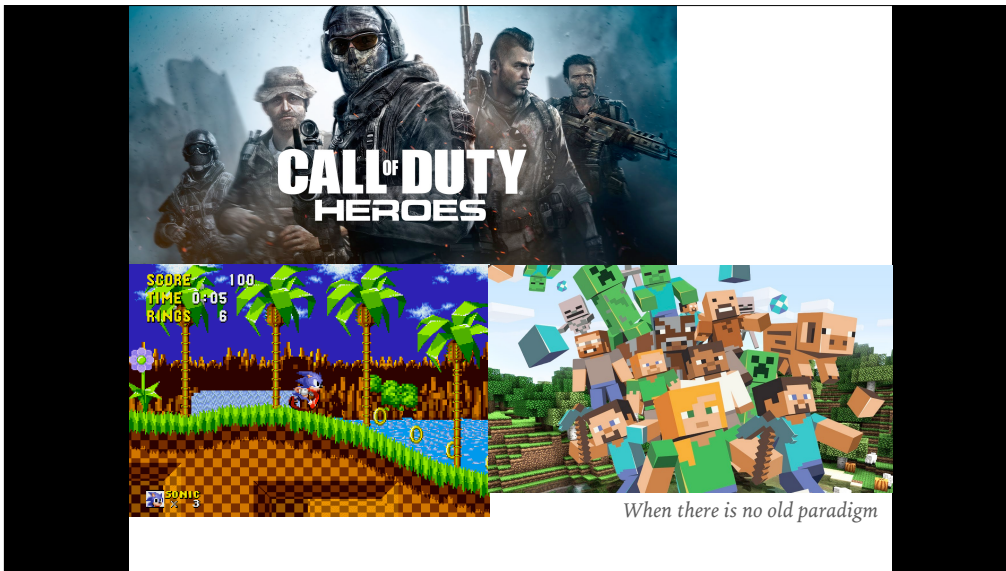 CALL OF DUTY
HEROES
SCORE 100
TIME 0:05
RINGS 6
SONIC
X 3
When there is no old paradigm